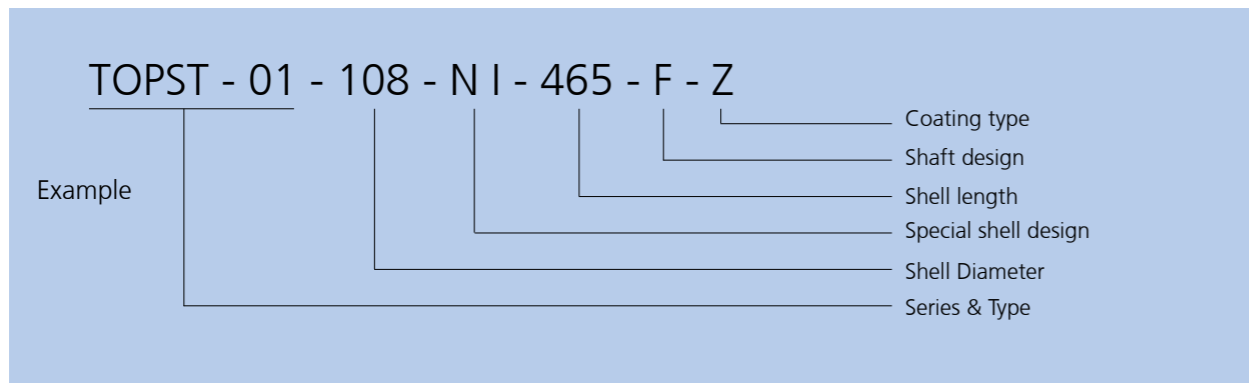 TOPST - 01 - 108 - N I - 465 - F - Z
Coating type
Shaft design
Example
Shell length
Special shell design
Shell Diameter
Series & Type